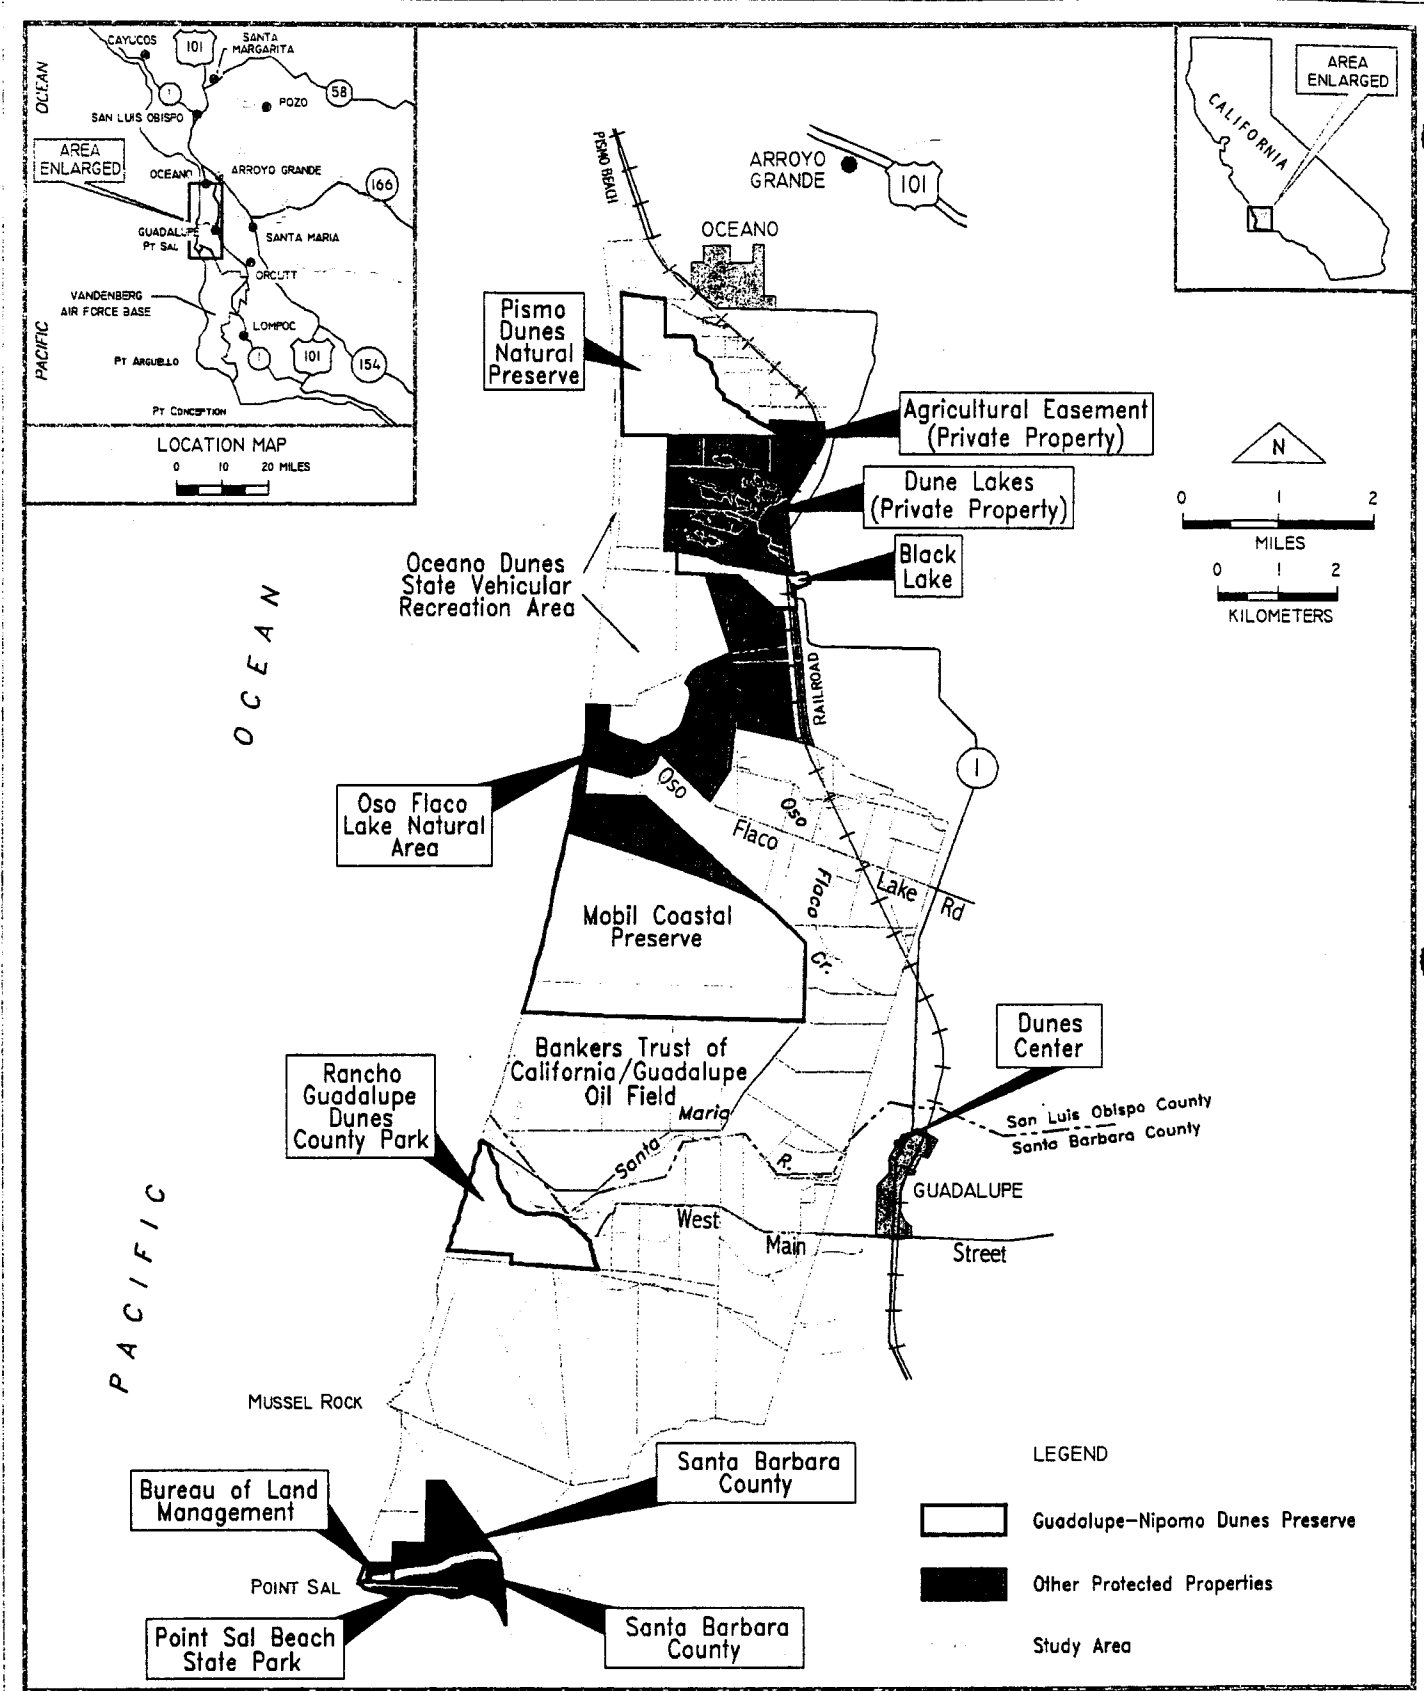 CAYUCOS
101
SANTA
MARGARITA
OCEAN
1
58
POZO
SAN LUIS OBISPO
AREA
ENLARGED
OCEANO
ARROYO GRANDE
166
GUADALUPE
PT SAL
SANTA MARIA
ORCUTT
VANDENBERG
AIR FORCE BASE
LOMPOC
PACIFIC
PT ARGUELLO
1
101
154
PT CONCEPTION
LOCATION MAP
0 10 20 MILES
AREA
ENLARGED
CALIFORNIA
PISMO BEACH
ARROYO
GRANDE
101
OCEANO
Pismo
Dunes
Natural
Preserve
Agricultural Easement
(Private Property)
N
Dune Lakes
(Private Property)
0 1 2
MILES
Black
Lake
0 1 2
KILOMETERS
Oceano Dunes
State Vehicular
Recreation Area
OCEAN
RAILROAD
1
Oso Flaco
Lake Natural
Area
Oso
Flaco
Lake
Rd
Oso
Flaco
Cr.
Mobil Coastal
Preserve
Dunes
Center
Bankers Trust of
California/Guadalupe
Oil Field
Rancho
Guadalupe
Dunes
County Park
Santa
Maria
R.
San Luis Obispo County
Santa Barbara County
GUADALUPE
West
Main
Street
PACIFIC
MUSSEL ROCK
Santa Barbara
County
Bureau of Land
Management
POINT SAL
Point Sal Beach
State Park
Santa Barbara
County
LEGEND
Guadalupe-Nipomo Dunes Preserve
Other Protected Properties
Study Area